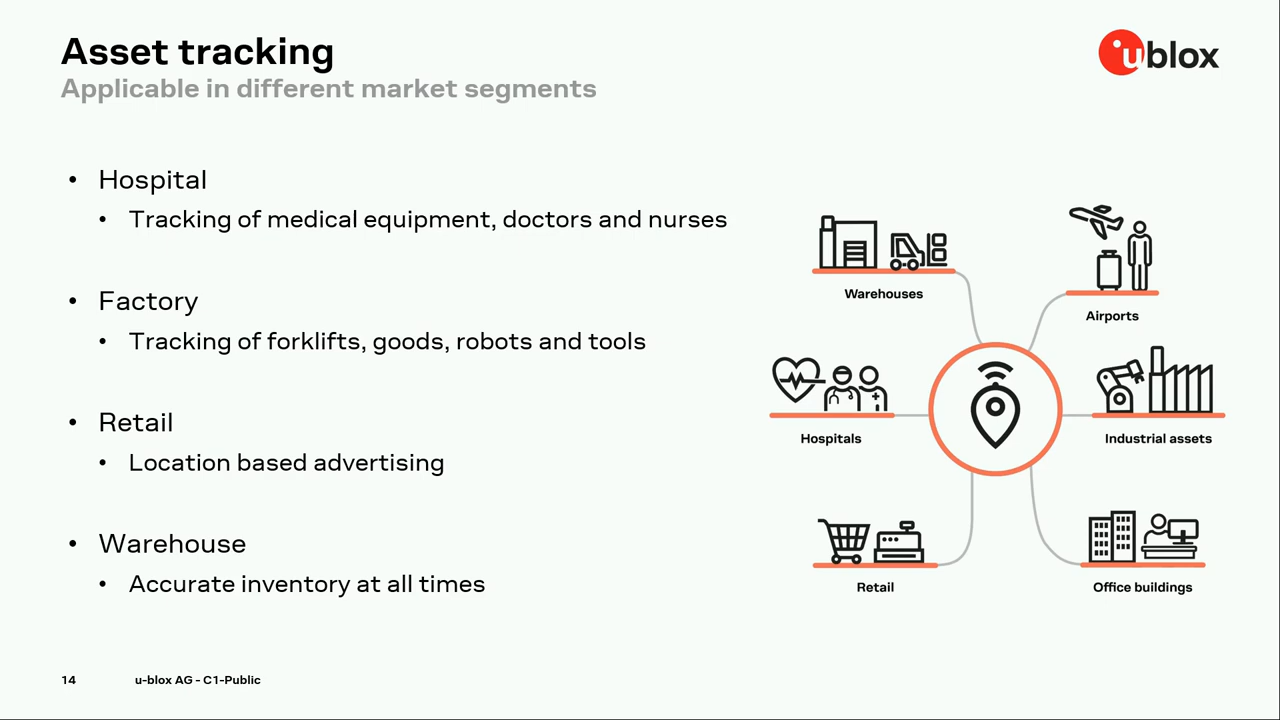 Asset tracking
Applicable in different market segments
ublox
• Hospital
• Tracking of medical equipment, doctors and nurses
• Factory
• Tracking of forklifts, goods, robots and tools
• Retail
• Location based advertising
• Warehouse
• Accurate inventory at all times
Warehouses
Airports
Hospitals
Industrial assets
Retail
Office buildings
14
u-blox AG - C1-Public